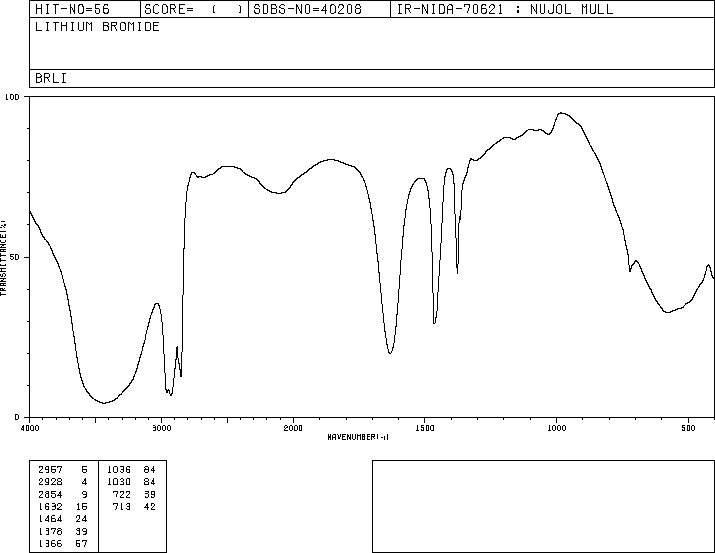 HIT-NO=56 SCORE= ( ) SDBS-NO=40208 IR-NIDA-70621 : NUJOL MULL
LITHIUM BROMIDE
BRLI
100
50
0
TRANSMITTANCE(%)
4000 3000 2000 1500 1000 500
WAVENUMBER(-1)
2967 6 1036 84
2928 4 1030 84
2854 9 722 39
1632 16 713 42
1464 24
1378 39
1366 67